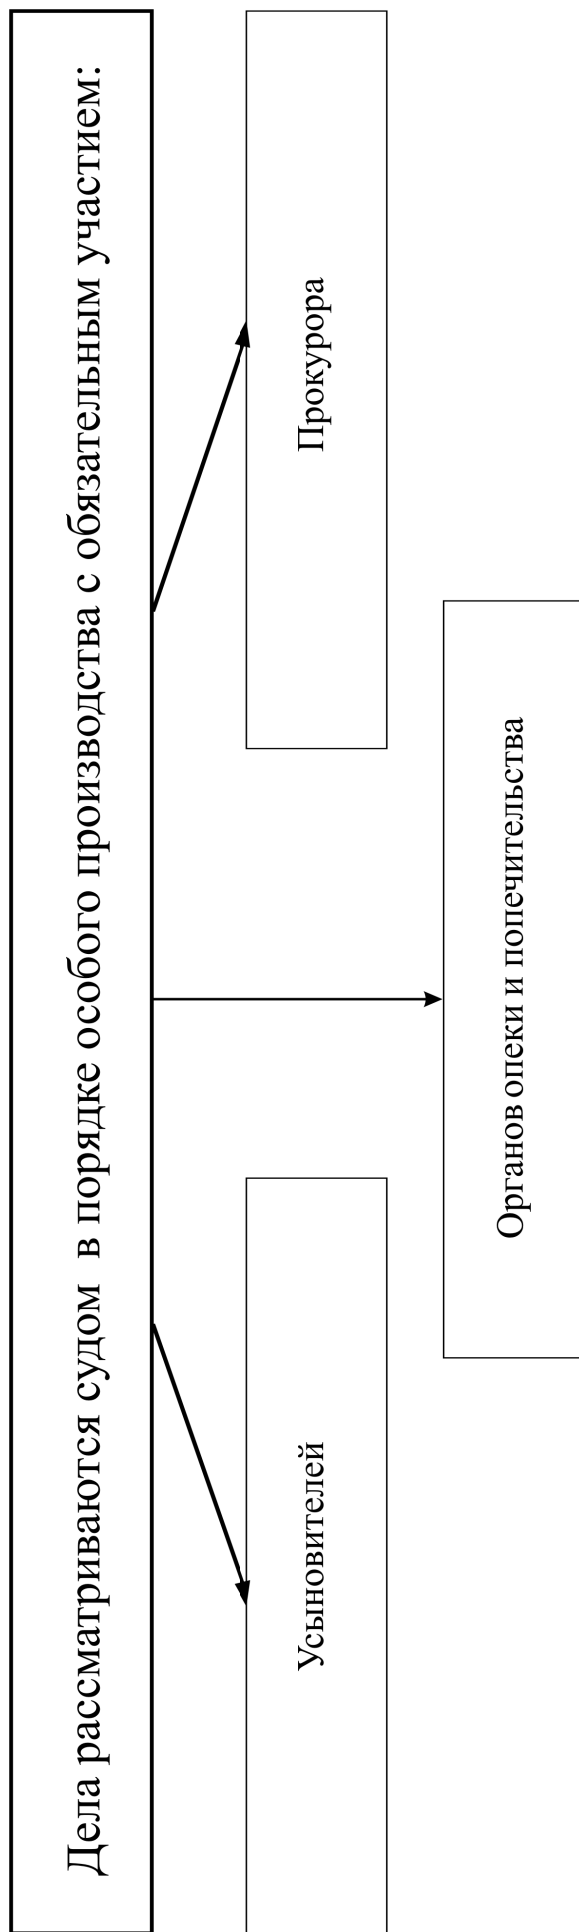 Дела рассматриваются судом в порядке особого производства с обязательным участием:
Усыновителей
Прокурора
Органов опеки и попечительства